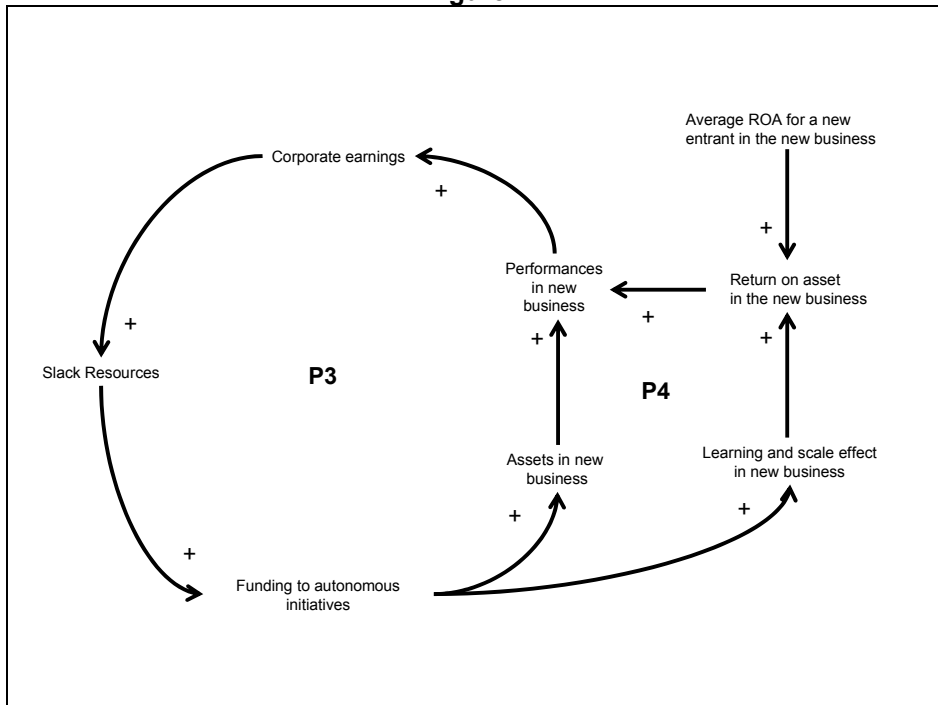 Average ROA for a new
entrant in the new business
Corporate earnings
+
+
Performances
in new
business
Return on asset
in the new business
+
+
+
+
Slack Resources
P3
P4
Assets in new
business
Learning and scale effect
in new business
+
+
+
Funding to autonomous
initiatives